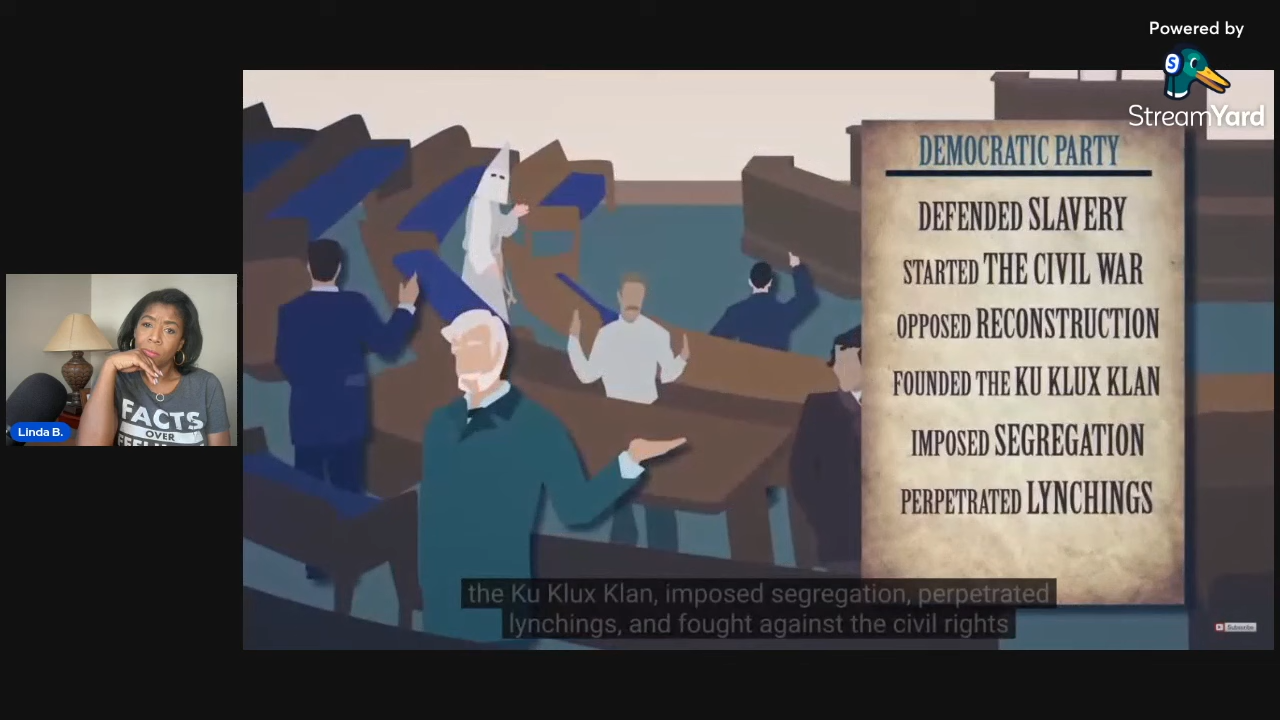 Powered by
S
StreamYard
DEMOCRATIC PARTY
DEFENDED SLAVERY
STARTED THE CIVIL WAR
OPPOSED RECONSTRUCTION
FOUNDED THE KU KLUX KLAN
IMPOSED SEGREGATION
PERPETRATED LYNCHINGS
FACTS
OVER
Linda B.
the Ku Klux Klan, imposed segregation, perpetrated
lynchings, and fought against the civil rights
Subscribe